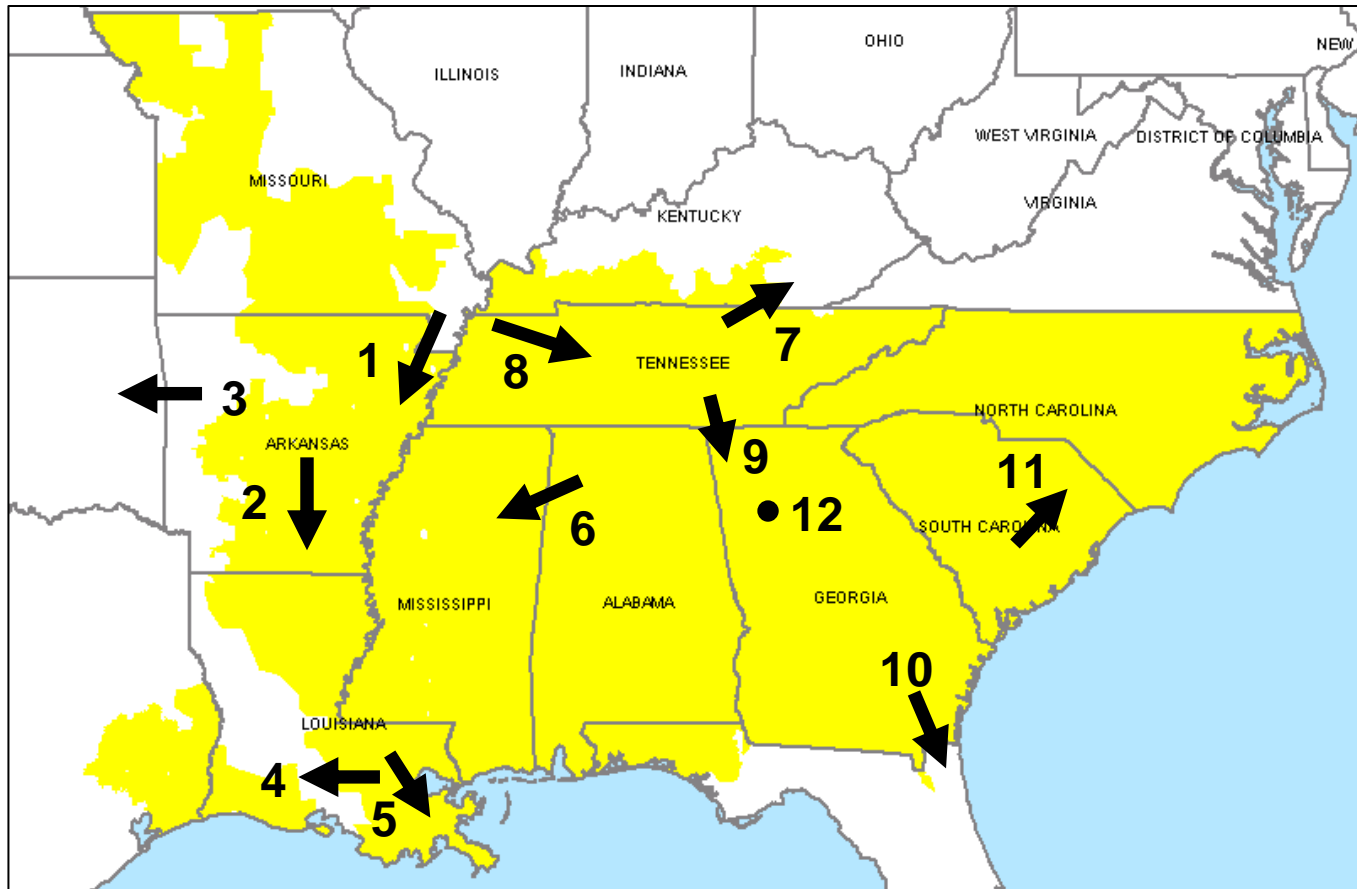 OHIO
NEW
ILLINOIS
INDIANA
WEST VIRGINIA
DISTRICT OF COLUMBIA
MISSOURI
VIRGINIA
KENTUCKY
1
7
8
TENNESSEE
3
NORTH CAROLINA
ARKANSAS
9
11
2
12
6
SOUTH CAROLINA
MISSISSIPPI
ALABAMA
GEORGIA
10
LOUISIANA
4
5